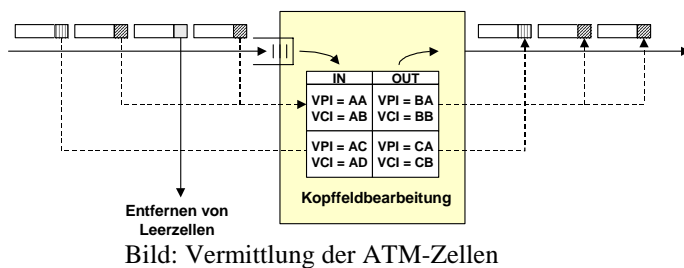 IN OUT
VPI = AA VPI = BA
VCI = AB VCI = BB
VPI = AC VPI = CA
VCI = AD VCI = CB
Kopffeldbearbeitung
Entfernen von
Leerzellen
Bild: Vermittlung der ATM-Zellen